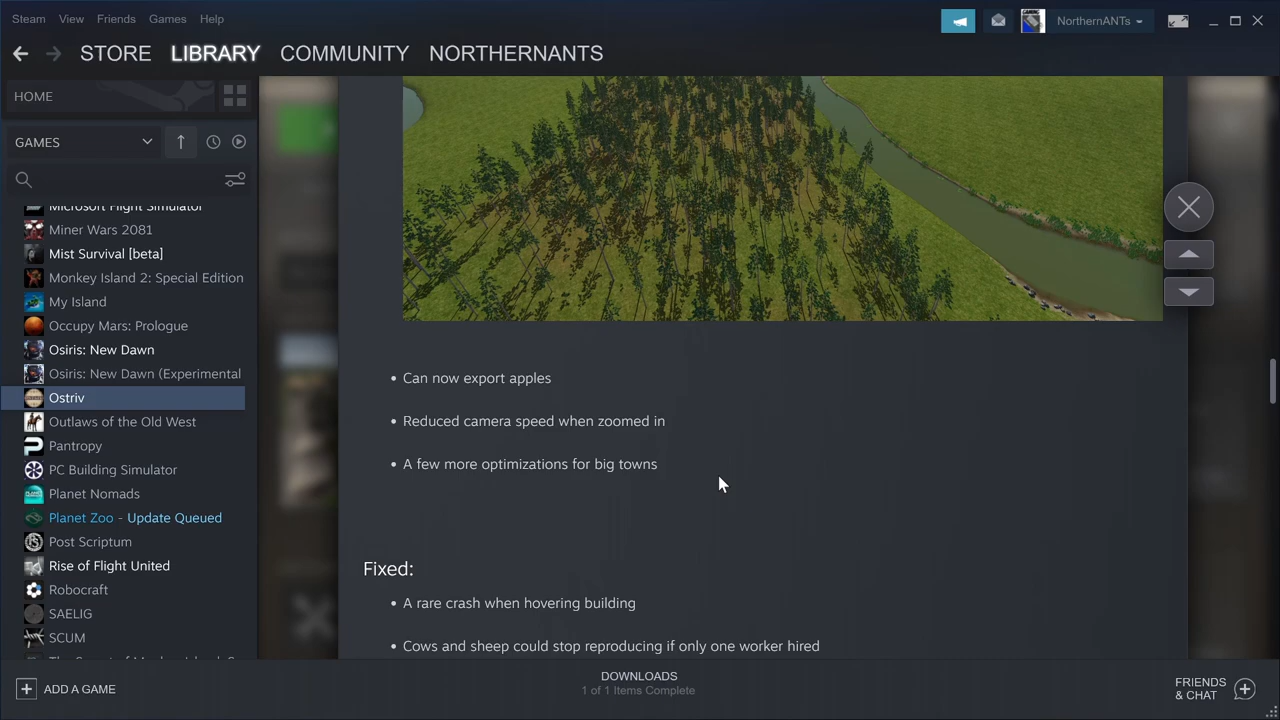 Steam View Friends Games Help
NorthernANTs
STORE LIBRARY COMMUNITY NORTHERNANTS
HOME
GAMES
Microsoft Flight Simulator
Miner Wars 2081
Mist Survival [beta]
Monkey Island 2: Special Edition
My Island
Occupy Mars: Prologue
Osiris: New Dawn
Osiris: New Dawn (Experimental
Ostriv
Outlaws of the Old West
Pantropy
PC Building Simulator
Planet Nomads
Planet Zoo - Update Queued
Post Scriptum
Rise of Flight United
Robocraft
SAELIG
SCUM
• Can now export apples
• Reduced camera speed when zoomed in
• A few more optimizations for big towns
Fixed:
• A rare crash when hovering building
• Cows and sheep could stop reproducing if only one worker hired
ADD A GAME
DOWNLOADS
1 of 1 Items Complete
FRIENDS
& CHAT